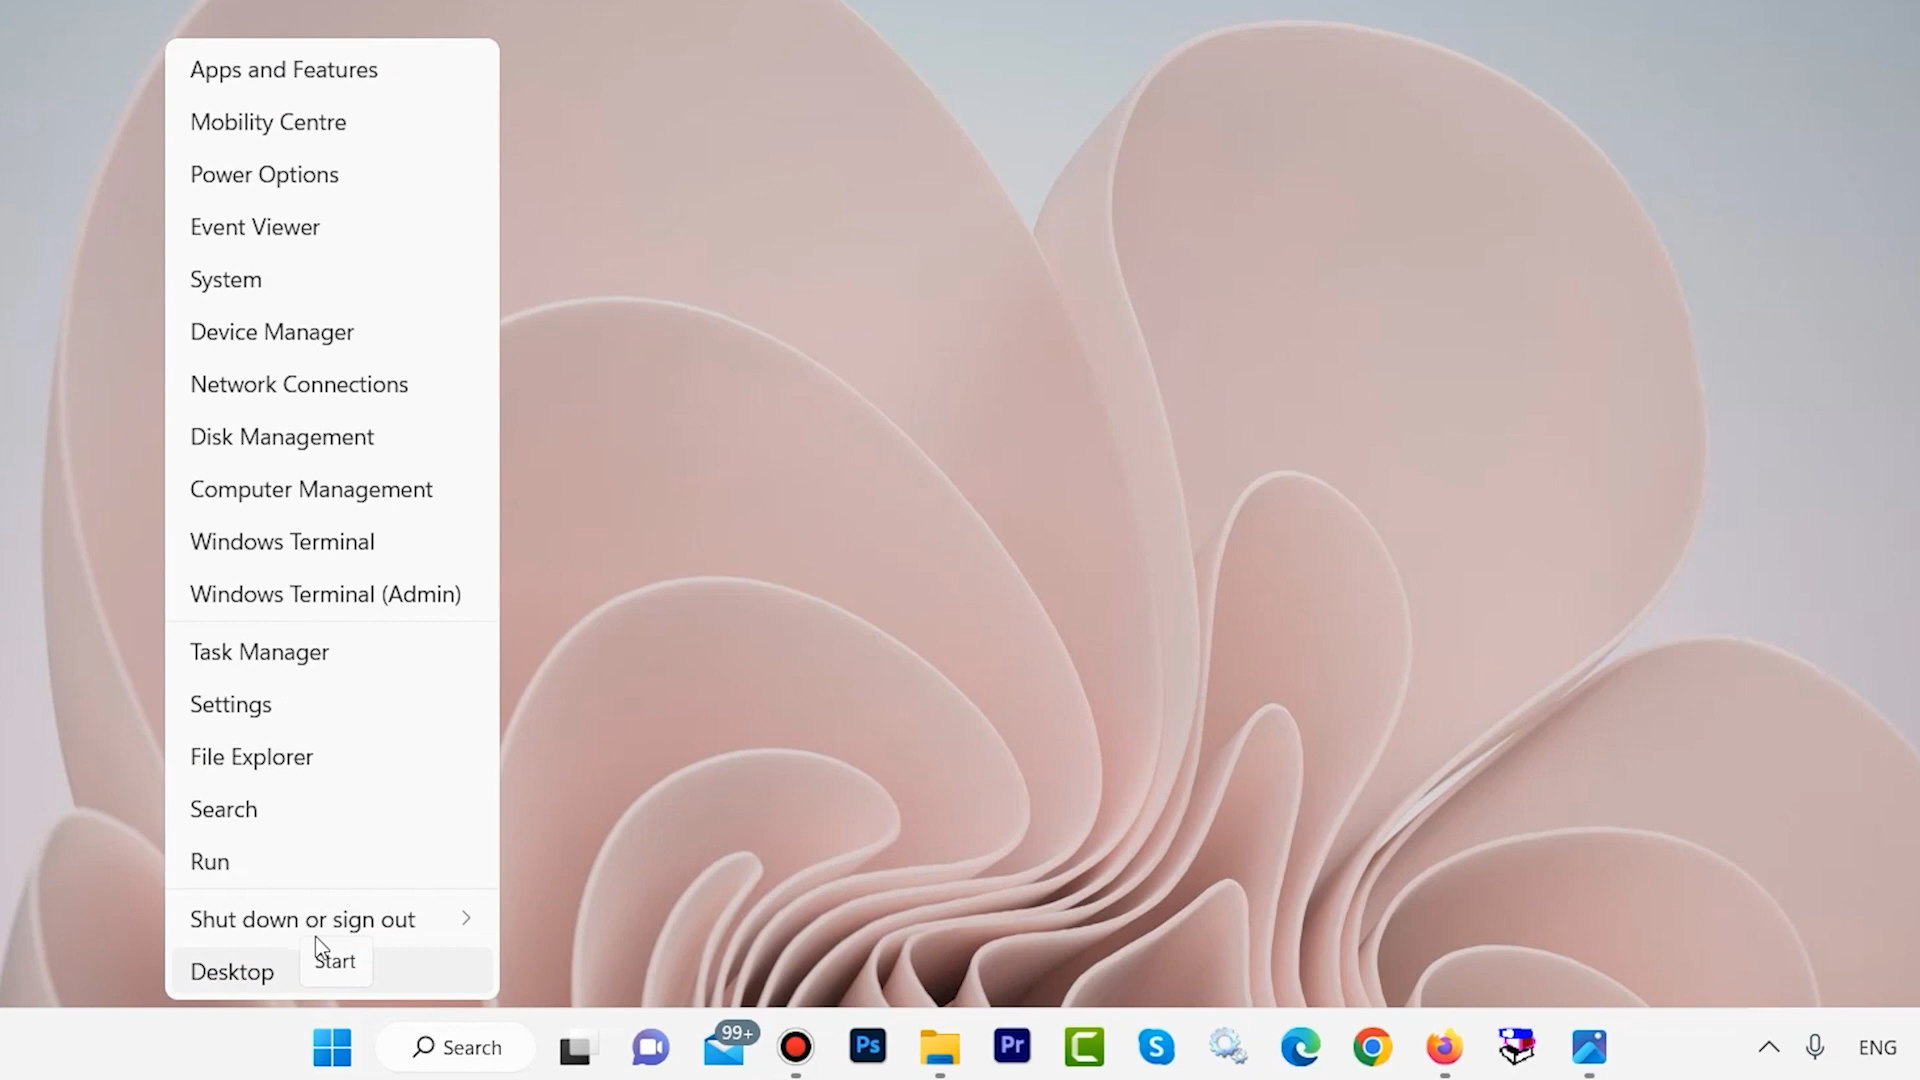 Apps and Features
Mobility Centre
Power Options
Event Viewer
System
Device Manager
Network Connections
Disk Management
Computer Management
Windows Terminal
Windows Terminal (Admin)
Task Manager
Settings
File Explorer
Search
Run
Shut down or sign out
Desktop
Start
Search
99+
Ps
Pr
ENG